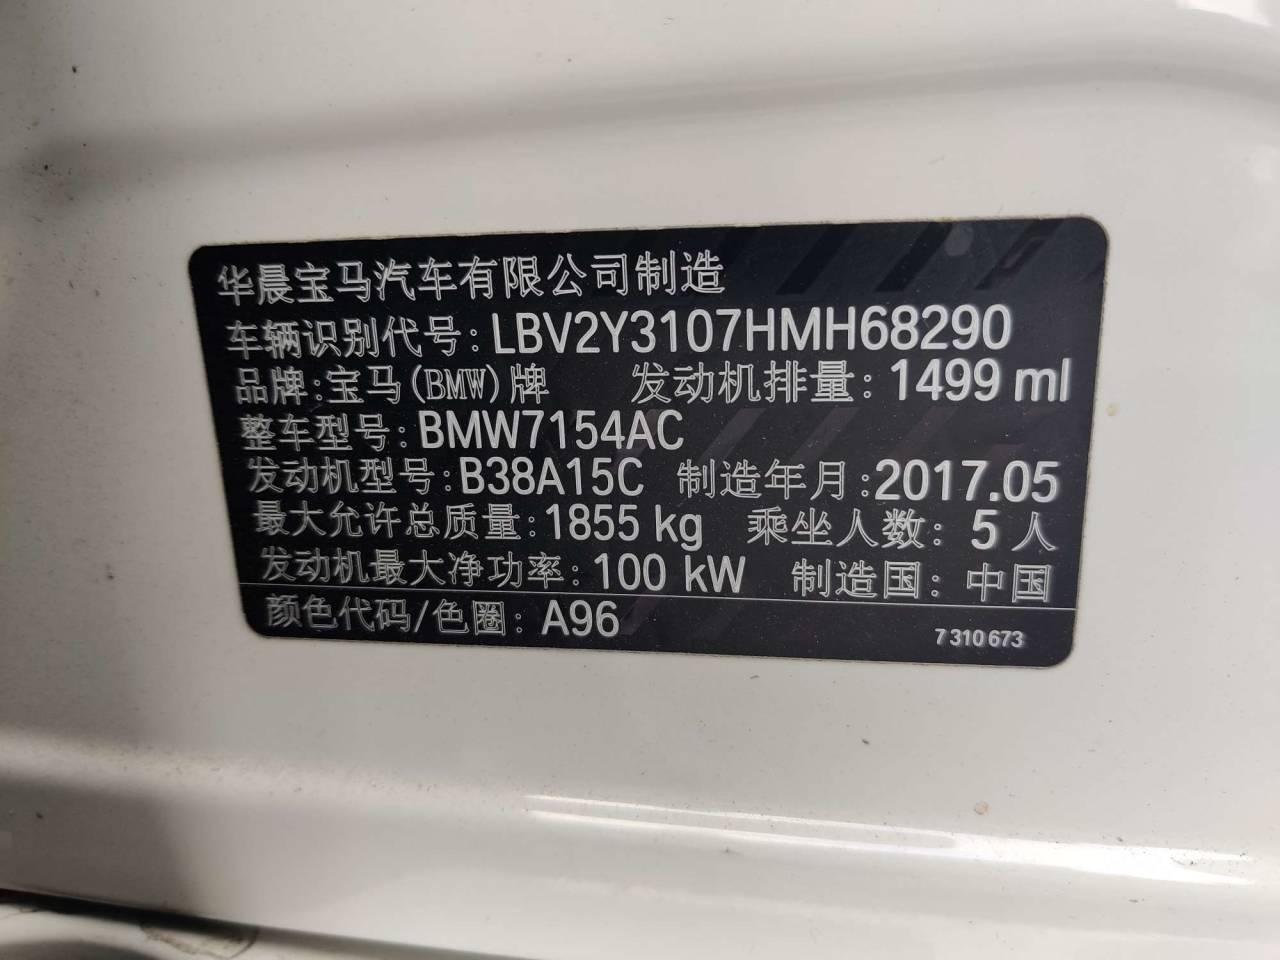 华晨宝马汽车有限公司制造
车辆识别代号: LBV2Y3107HMH68290
品牌:宝马(BMW)牌 发动机排量: 1499 ml
整车型号: BMW7154AC
发动机型号: B38A15C 制造年月:2017.05
最大允许总质量: 1855 kg 乘坐人数: 5 人
发动机最大净功率: 100 kW 制造国: 中国
颜色代码/色圈: A96 7 310 673